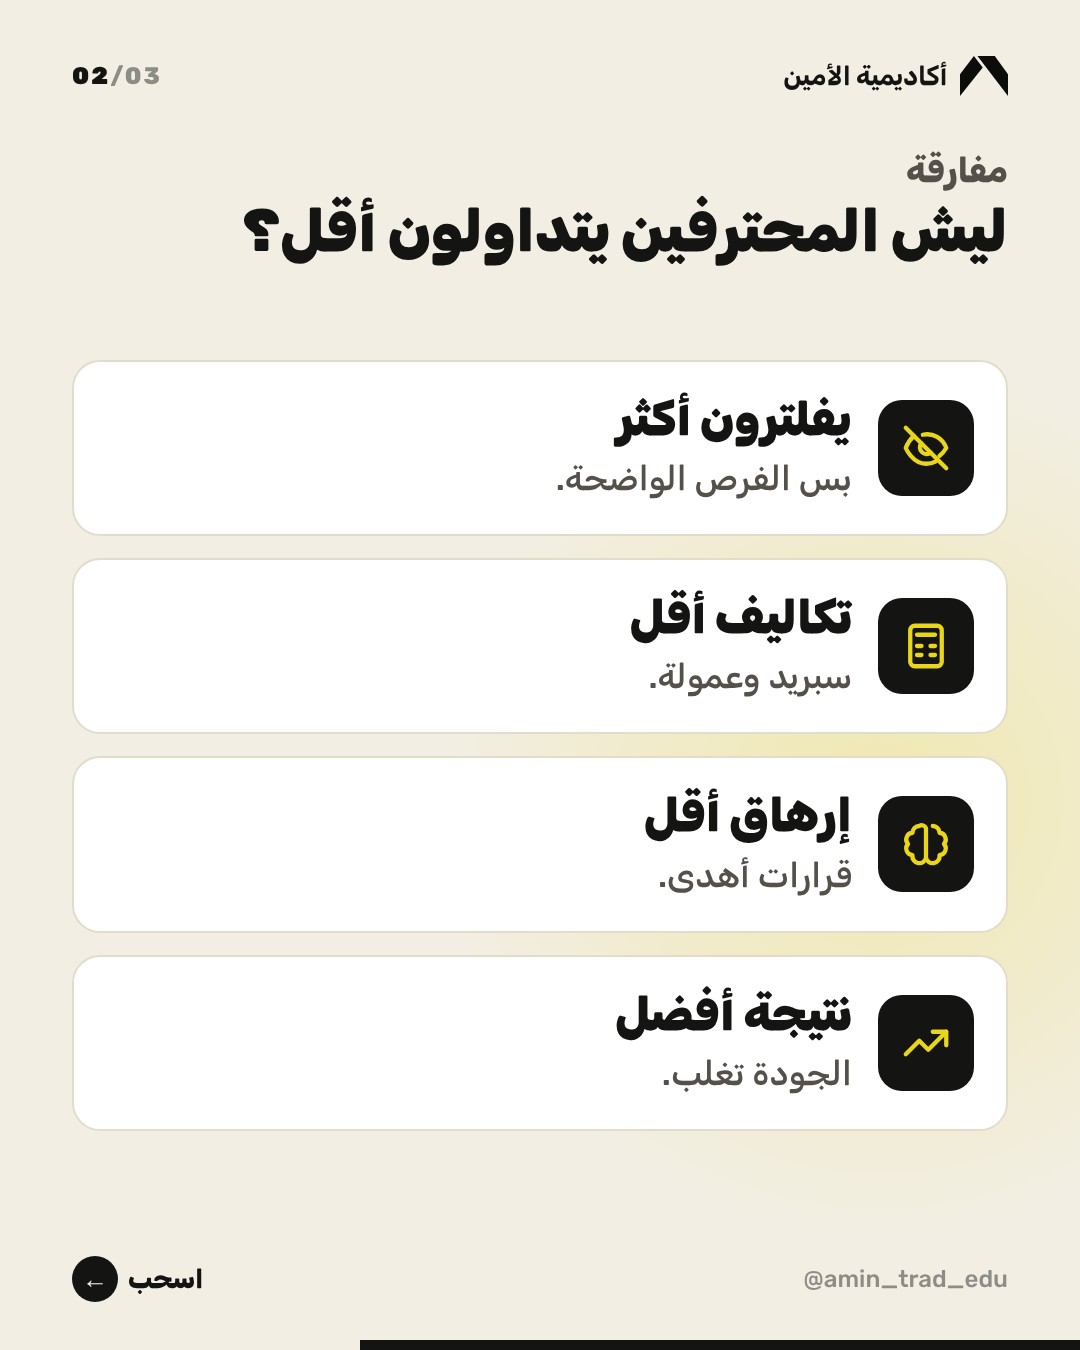 أكاديمية الأمين
02/03
مفارقة
ليش المحترفين يتداولون أقل؟
يفلترون أكثر
بس الفرص الواضحة.
تكاليف أقل
سبريد وعمولة.
إرهاق أقل
قرارات أهدى.
نتيجة أفضل
الجودة تغلب.
@amin_trad_edu
اسحب ←